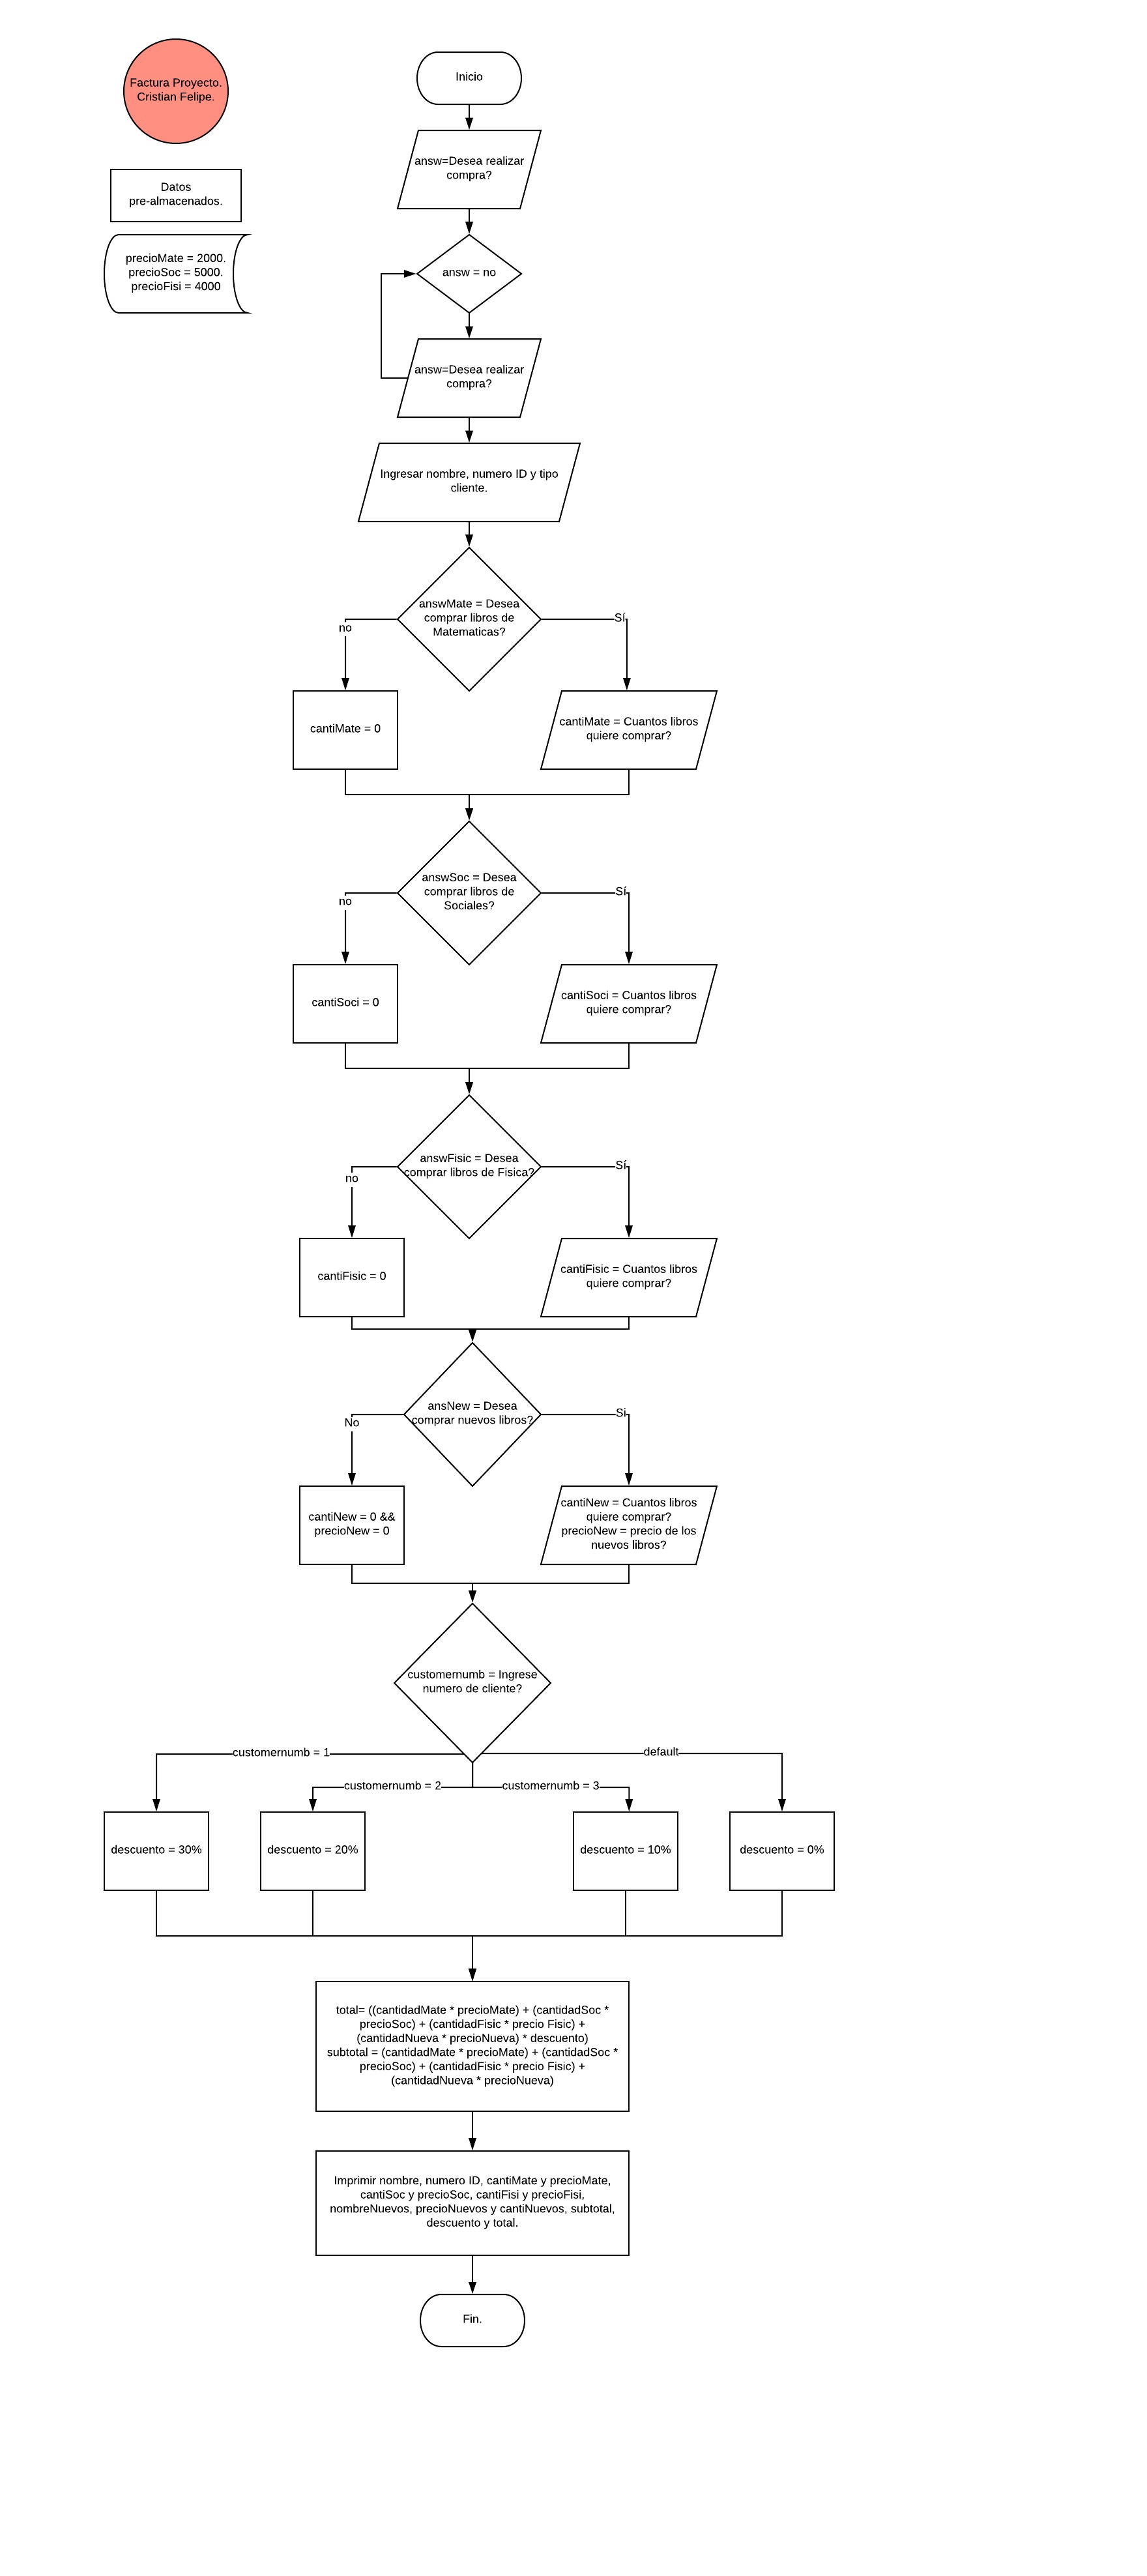 Factura Proyecto.
Cristian Felipe.
Datos
pre-almacenados.
precioMate = 2000.
precioSoc = 5000.
precioFisi = 4000
Inicio
answ=Desea realizar
compra?
answ = no
answ=Desea realizar
compra?
Ingresar nombre, numero ID y tipo
cliente.
answMate = Desea
comprar libros de
Matematicas?
no
Sí
cantiMate = 0
cantiMate = Cuantos libros
quiere comprar?
answSoc = Desea
comprar libros de
Sociales?
no
Sí
cantiSoci = 0
cantiSoci = Cuantos libros
quiere comprar?
answFisic = Desea
comprar libros de Fisica?
no
Sí
cantiFisic = 0
cantiFisic = Cuantos libros
quiere comprar?
ansNew = Desea
comprar nuevos libros?
No
Si
cantiNew = 0 &&
precioNew = 0
cantiNew = Cuantos libros
quiere comprar?
precioNew = precio de los
nuevos libros?
customernumb = Ingrese
numero de cliente?
customernumb = 1
default
customernumb = 2
customernumb = 3
descuento = 30%
descuento = 20%
descuento = 10%
descuento = 0%
total= ((cantidadMate * precioMate) + (cantidadSoc *
precioSoc) + (cantidadFisic * precio Fisic) +
(cantidadNueva * precioNueva) * descuento)
subtotal = (cantidadMate * precioMate) + (cantidadSoc *
precioSoc) + (cantidadFisic * precio Fisic) +
(cantidadNueva * precioNueva)
Imprimir nombre, numero ID, cantiMate y precioMate,
cantiSoc y precioSoc, cantiFisi y precioFisi,
nombreNuevos, precioNuevos y cantiNuevos, subtotal,
descuento y total.
Fin.